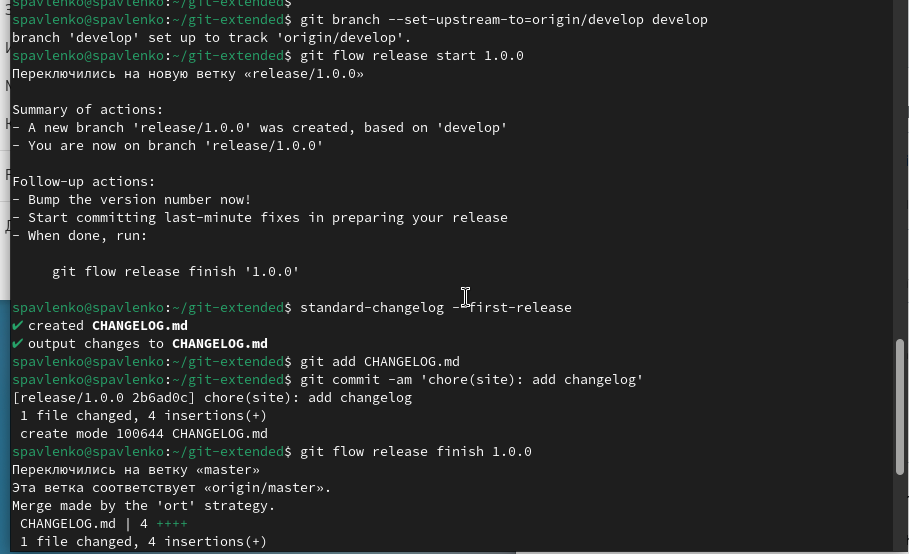 spavlenko@spavlenko:~/git-extended$
spavlenko@spavlenko:~/git-extended$ git branch --set-upstream-to=origin/develop develop
branch 'develop' set up to track 'origin/develop'.
spavlenko@spavlenko:~/git-extended$ git flow release start 1.0.0
Переключились на новую ветку «release/1.0.0»
Summary of actions:
- A new branch 'release/1.0.0' was created, based on 'develop'
- You are now on branch 'release/1.0.0'
Follow-up actions:
- Bump the version number now!
- Start committing last-minute fixes in preparing your release
- When done, run:
git flow release finish '1.0.0'
spavlenko@spavlenko:~/git-extended$ standard-changelog --first-release
✔ created CHANGELOG.md
✔ output changes to CHANGELOG.md
spavlenko@spavlenko:~/git-extended$ git add CHANGELOG.md
spavlenko@spavlenko:~/git-extended$ git commit -am 'chore(site): add changelog'
[release/1.0.0 2b6ad0c] chore(site): add changelog
1 file changed, 4 insertions(+)
create mode 100644 CHANGELOG.md
spavlenko@spavlenko:~/git-extended$ git flow release finish 1.0.0
Переключились на ветку «master»
Эта ветка соответствует «origin/master».
Merge made by the 'ort' strategy.
CHANGELOG.md | 4 ++++
1 file changed, 4 insertions(+)